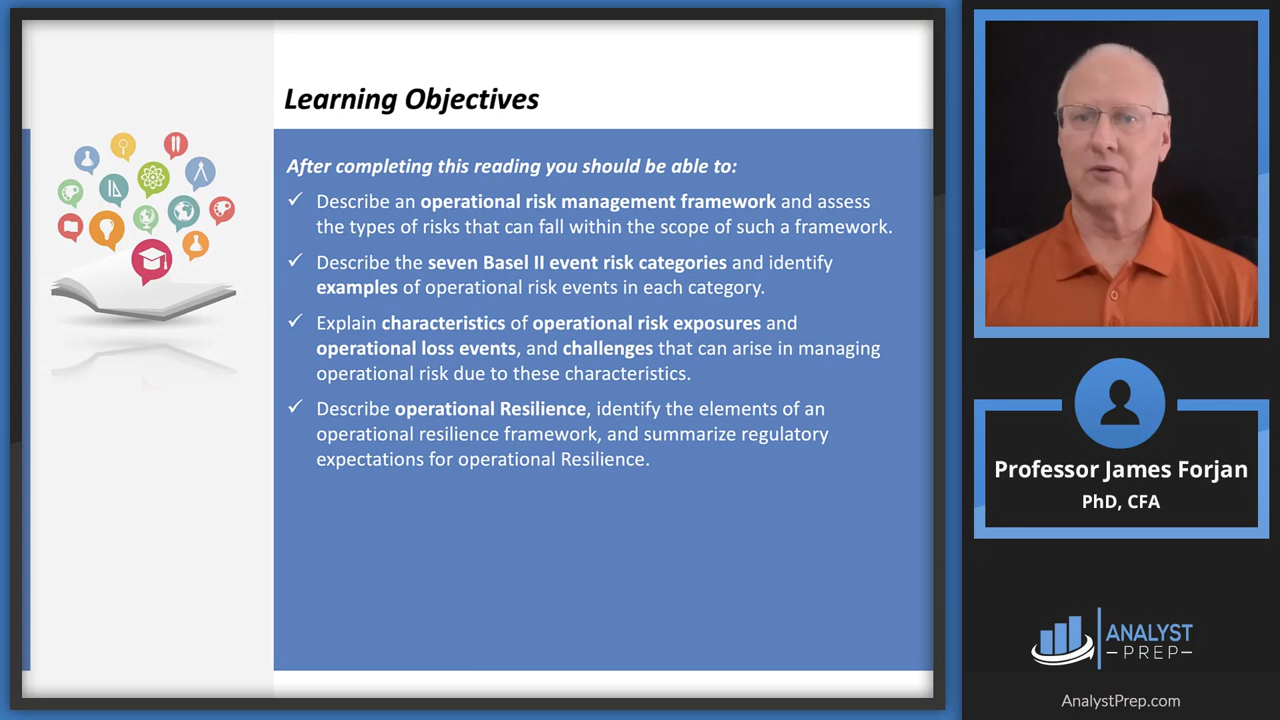 Learning Objectives
After completing this reading you should be able to:
✓ Describe an operational risk management framework and assess
the types of risks that can fall within the scope of such a framework.
✓ Describe the seven Basel II event risk categories and identify
examples of operational risk events in each category.
✓ Explain characteristics of operational risk exposures and
operational loss events, and challenges that can arise in managing
operational risk due to these characteristics.
✓ Describe operational Resilience, identify the elements of an
operational resilience framework, and summarize regulatory
expectations for operational Resilience.
Professor James Forjan
PhD, CFA
ANALYST
PREP
AnalystPrep.com